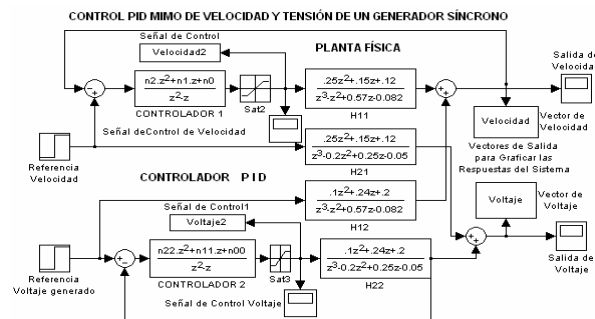 CONTROL PID MIMO DE VELOCIDAD Y TENSIÓN DE UN GENERADOR SÍNCRONO
Señal de Control
Velocidad2
PLANTA FÍSICA
Salida de
Velocidad
n2.z²+n1.z+n0
z²-z
CONTROLADOR 1
Sat2
.25z²+.15z+.12
z³-z²+0.57z-0.082
H11
Velocidad
Vector de
Velocidad
Señal deControl de Velocidad
Referencia
Velocidad
.25z²+.15z+.12
z³-0.2z²+0.25z-0.05
H21
Vectores de Salida
para Graficar las
Respuestas del Sistema
CONTROLADOR P I D
Señal de Control1
Voltaje2
.1z²+.24z+.2
z³-z²+0.57z-0.082
H12
Voltaje
Vector de
Voltaje
Referencia
Voltaje generado
n22.z²+n11.z+n00
z²-z
CONTROLADOR 2
Sat3
.1z²+.24z+.2
z³-0.2z²+0.25z-0.05
H22
Salida de
Voltaje
Señal de Control Voltaje